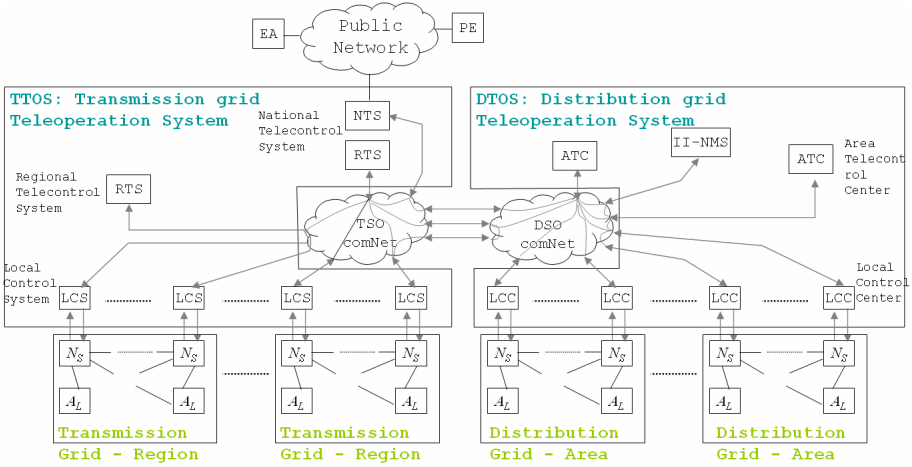 Public
Network
EA
PE
TTOS: Transmission grid
Teleoperation System
National
Telecontrol
System
NTS
RTS
Regional
Telecontrol
System
RTS
DTOS: Distribution grid
Teleoperation System
II-NMS
ATC
ATC
Area
Telecont
rol
Center
TSO
comNet
DSO
comNet
Local
Control
System
LCS
LCS
LCS
LCS
LCC
LCC
LCC
LCC
Local
Control
Center
NS
NS
NS
NS
NS
NS
NS
NS
AL
AL
AL
AL
AL
AL
AL
AL
Transmission
Grid - Region
Transmission
Grid - Region
Distribution
Grid - Area
Distribution
Grid - Area